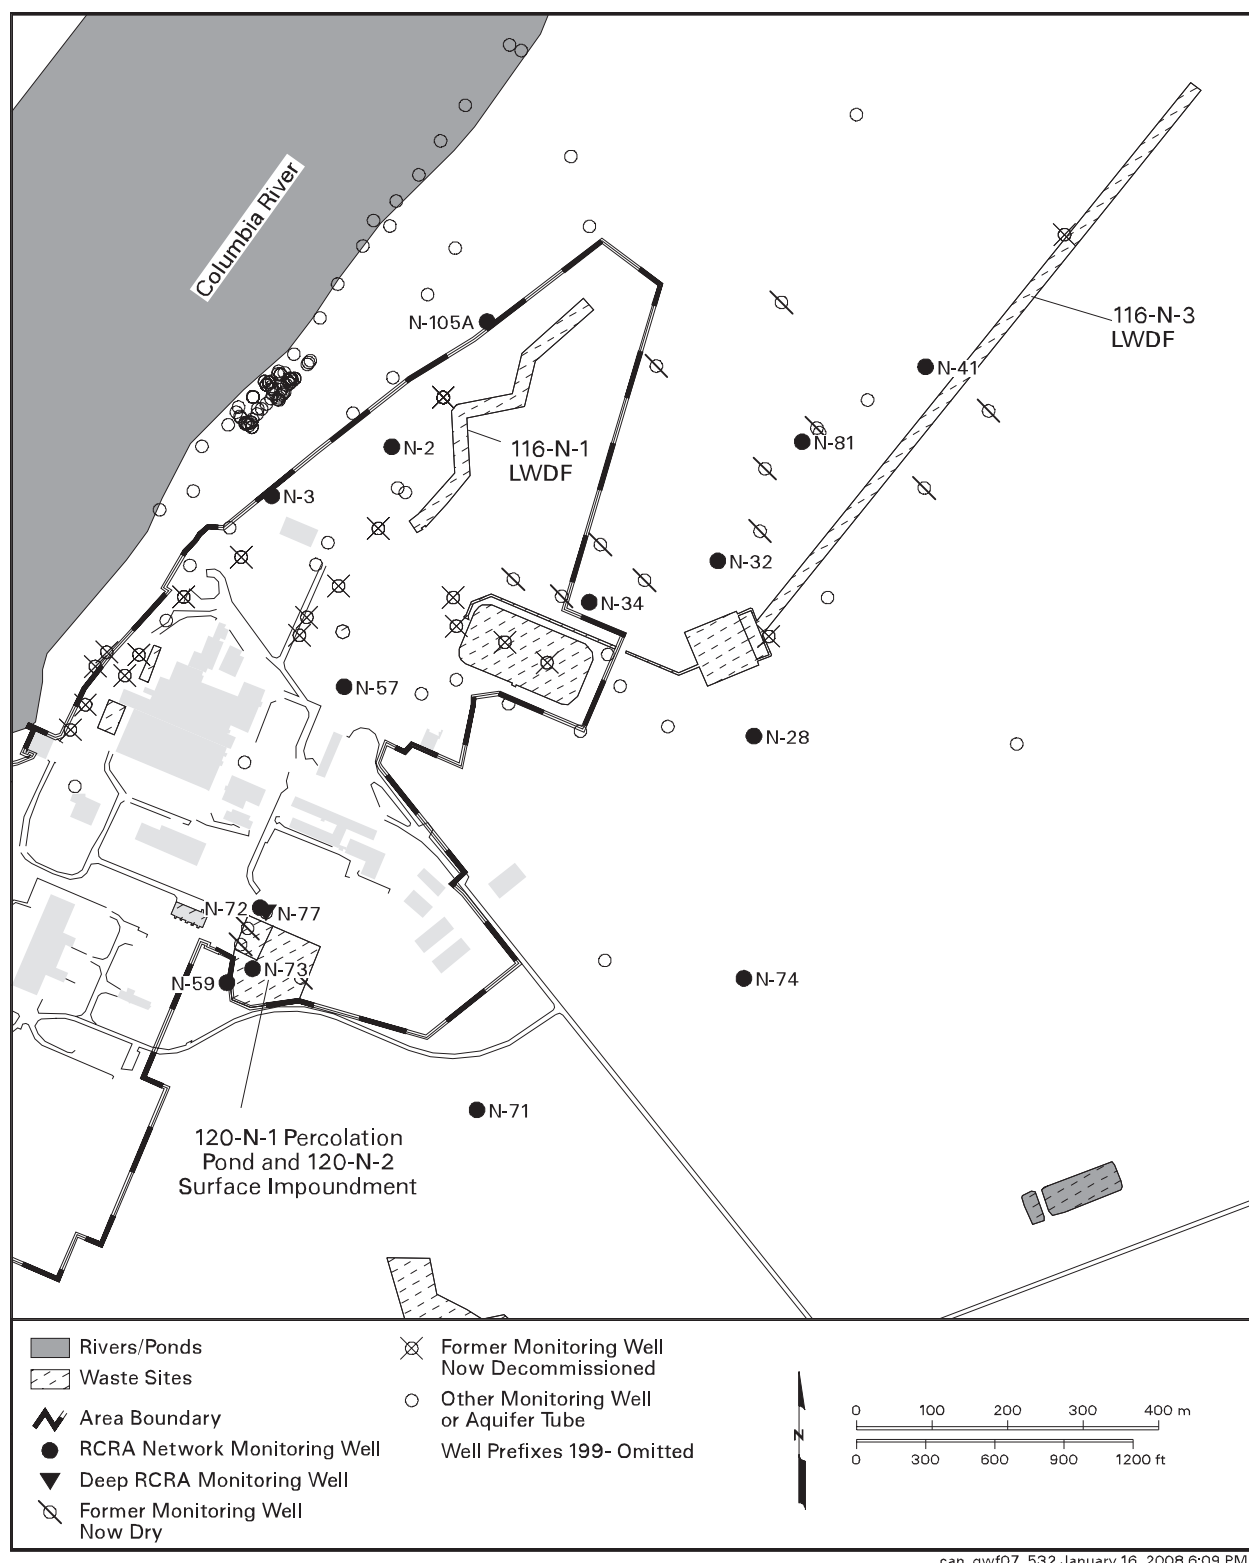 Columbia River
N-105A
116-N-3
LWDF
N-41
N-2
116-N-1
LWDF
N-81
N-3
N-32
N-34
N-57
N-28
N-72
N-77
N-73
N-59
N-74
N-71
120-N-1 Percolation
Pond and 120-N-2
Surface Impoundment
Rivers/Ponds
Waste Sites
Area Boundary
RCRA Network Monitoring Well
Deep RCRA Monitoring Well
Former Monitoring Well
Now Dry
Former Monitoring Well
Now Decommissioned
Other Monitoring Well
or Aquifer Tube
Well Prefixes 199- Omitted
N
0 100 200 300 400 m
0 300 600 900 1200 ft
can_gwf07_532 January 16, 2008 6:09 PM